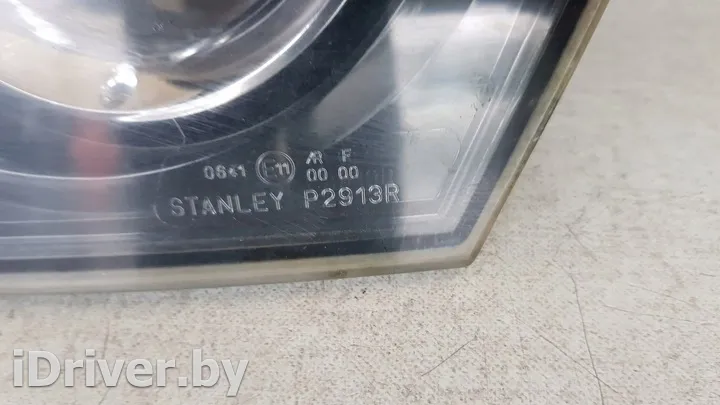 0641 E11 AR F
00 00
STANLEY P2913R
iDriver.by